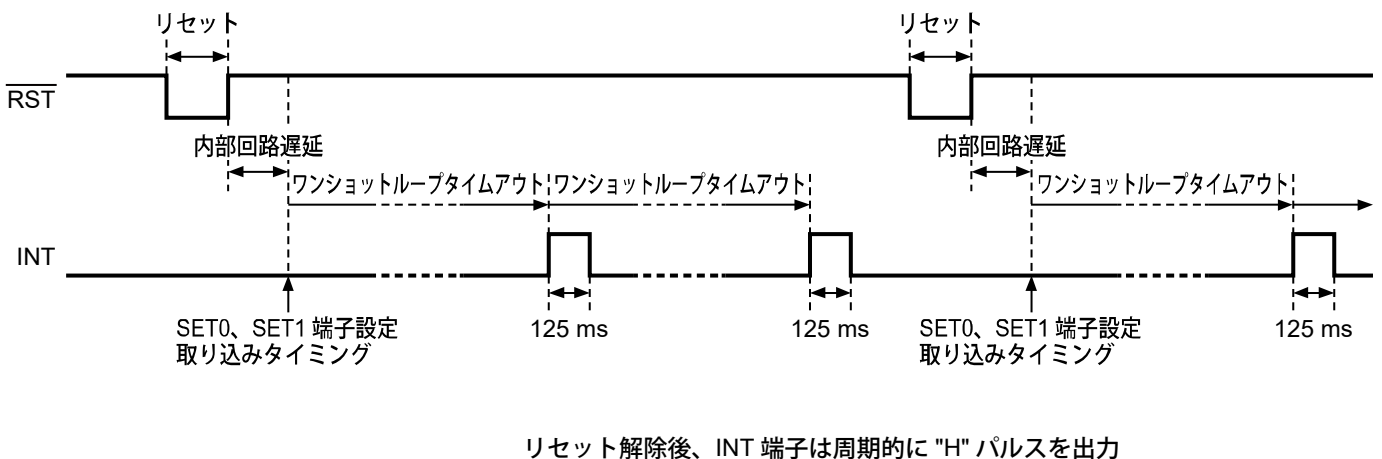 リセット
リセット
RST
内部回路遅延
内部回路遅延
ワンショットループタイムアウト
ワンショットループタイムアウト
ワンショットループタイムアウト
INT
SET0、SET1 端子設定
取り込みタイミング
125 ms
125 ms
SET0、SET1 端子設定
取り込みタイミング
125 ms
リセット解除後、INT 端子は周期的に "H" パルスを出力